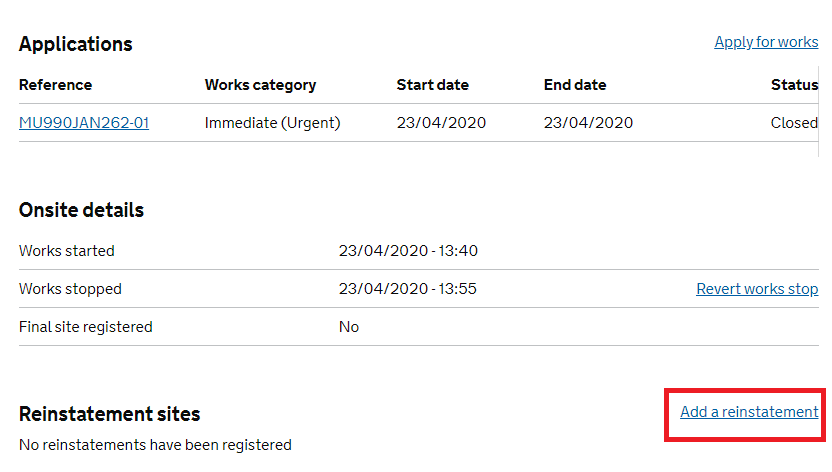 Applications Apply for works
Reference Works category Start date End date Status
MU990JAN262-01 Immediate (Urgent) 23/04/2020 23/04/2020 Closed
Onsite details
Works started 23/04/2020 - 13:40
Works stopped 23/04/2020 - 13:55 Revert works stop
Final site registered No
Reinstatement sites Add a reinstatement
No reinstatements have been registered